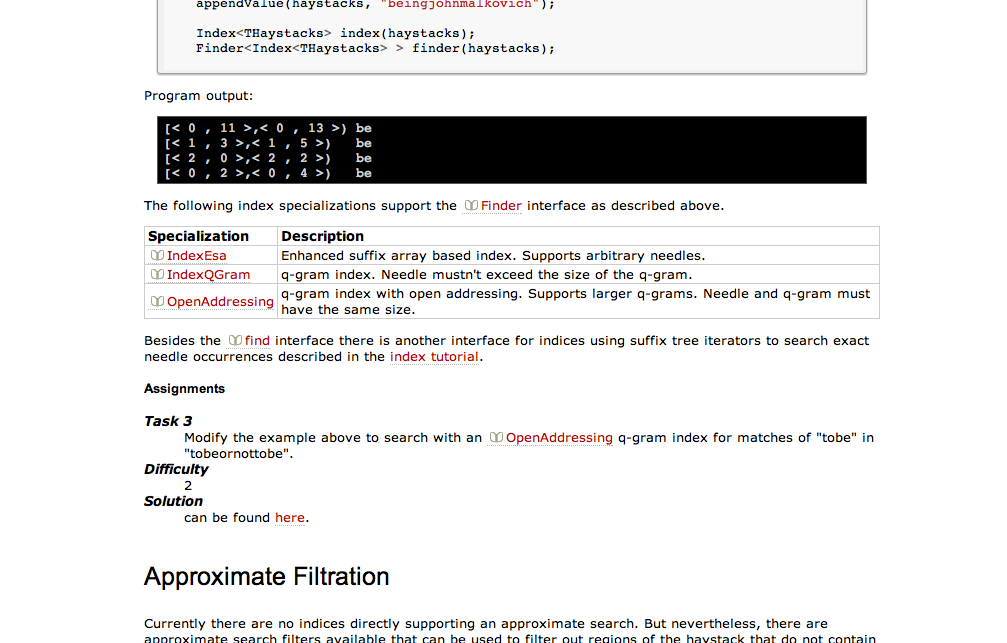 appendValue(haystacks, "beingjohnmalkovich");
Index<THaystacks> index(haystacks);
Finder<Index<THaystacks> > finder(haystacks);
Program output:
[< 0 , 11 >,< 0 , 13 >) be
[< 1 , 3 >,< 1 , 5 >) be
[< 2 , 0 >,< 2 , 2 >) be
[< 0 , 2 >,< 0 , 4 >) be
The following index specializations support the Finder interface as described above.
Specialization Description
IndexEsa Enhanced suffix array based index. Supports arbitrary needles.
IndexQGram q-gram index. Needle mustn't exceed the size of the q-gram.
OpenAddressing q-gram index with open addressing. Supports larger q-grams. Needle and q-gram must
have the same size.
Besides the find interface there is another interface for indices using suffix tree iterators to search exact
needle occurrences described in the index tutorial.
Assignments
Task 3
Modify the example above to search with an OpenAddressing q-gram index for matches of "tobe" in
"tobeornottobe".
Difficulty
2
Solution
can be found here.
Approximate Filtration
Currently there are no indices directly supporting an approximate search. But nevertheless, there are
approximate search filters available that can be used to filter out regions of the haystack that do not contain